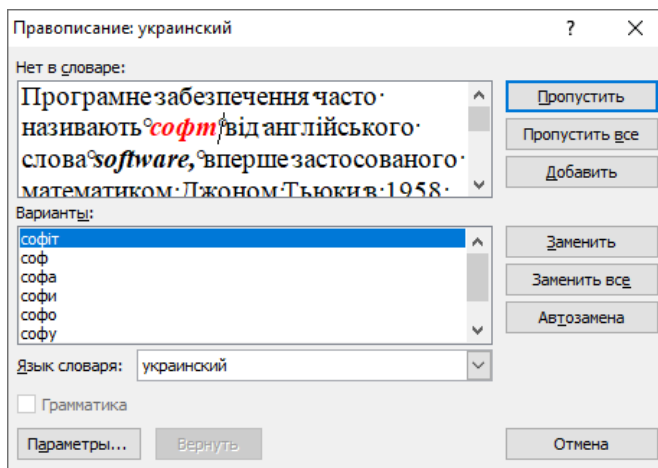 Правописание: украинский ? ×
Нет в словаре:
Програмне забезпечення часто·
називають°софт°від англійського·
слова°software,°вперше застосованого·
математиком·Джоном Тьюки в·1958·
Пропустить
Пропустить все
Добавить
Варианты:
софіт
соф
софа
софи
софо
софу
Заменить
Заменить все
Автозамена
Язык словаря: украинский
Грамматика
Параметры... Вернуть Отмена